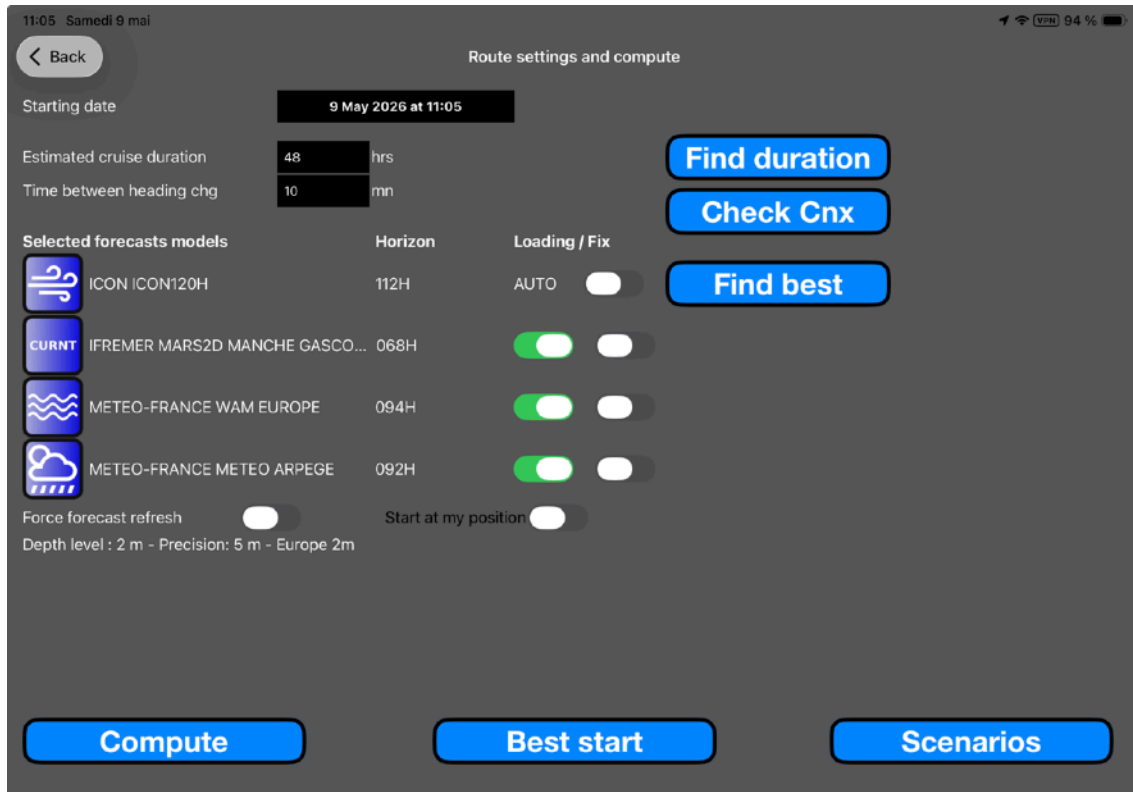 11:05 Samedi 9 mai VPN 94 %
Back Route settings and compute
Starting date 9 May 2026 at 11:05
Estimated cruise duration 48 hrs Find duration
Time between heading chg 10 mn
Check Cnx
Selected forecasts models Horizon Loading / Fix
ICON ICON120H 112H AUTO Find best
CURNT IFREMER MARS2D MANCHE GASCO... 068H
METEO-FRANCE WAM EUROPE 094H
METEO-FRANCE METEO ARPEGE 092H
Force forecast refresh Start at my position
Depth level : 2 m - Precision: 5 m - Europe 2m
Compute Best start Scenarios